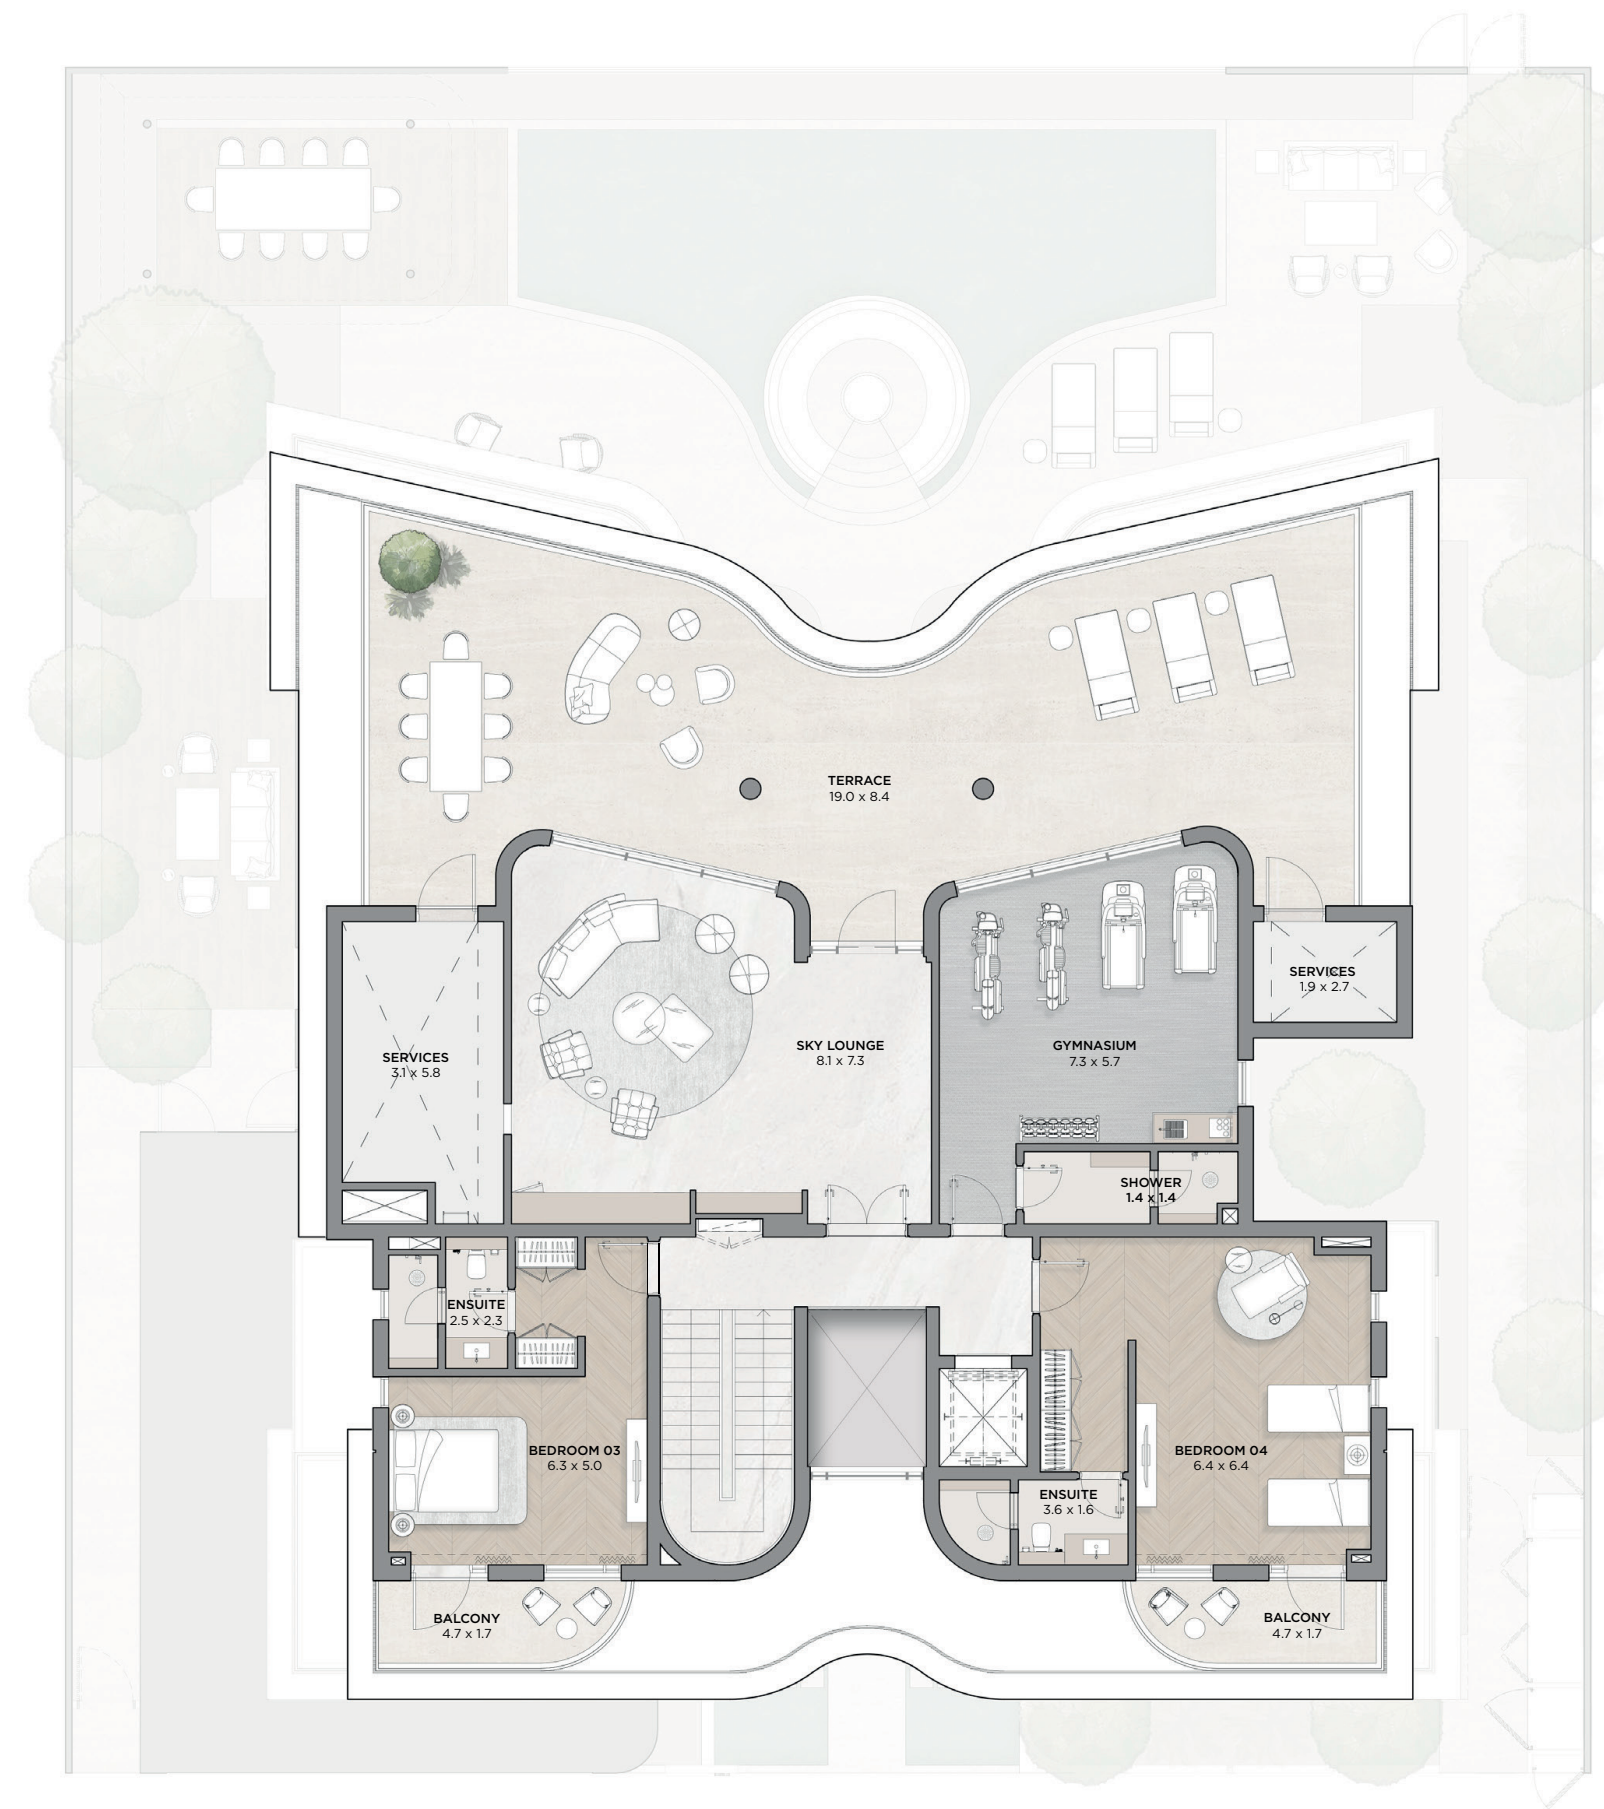 TERRACE
19.0 x 8.4
SERVICES
1.9 x 2.7
SKY LOUNGE
8.1 x 7.3
GYMNASIUM
7.3 x 5.7
SERVICES
3.1 x 5.8
SHOWER
1.4 x 1.4
ENSUITE
2.5 x 2.3
BEDROOM 03
6.3 x 5.0
BEDROOM 04
6.4 x 6.4
ENSUITE
3.6 x 1.6
BALCONY
4.7 x 1.7
BALCONY
4.7 x 1.7